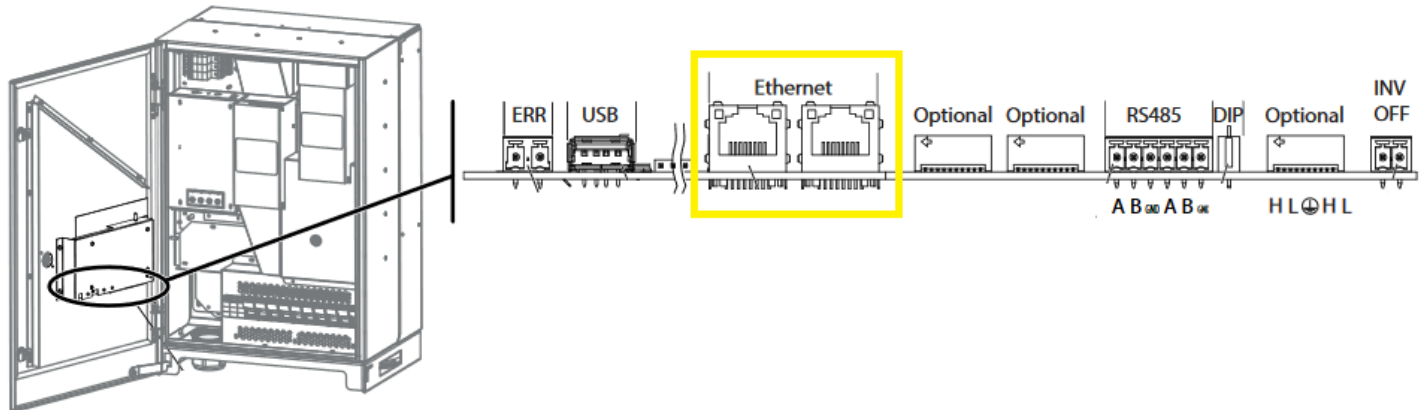 ERR USB Ethernet Optional Optional RS485 DIP Optional INV OFF
A B GND A B GND H L H L